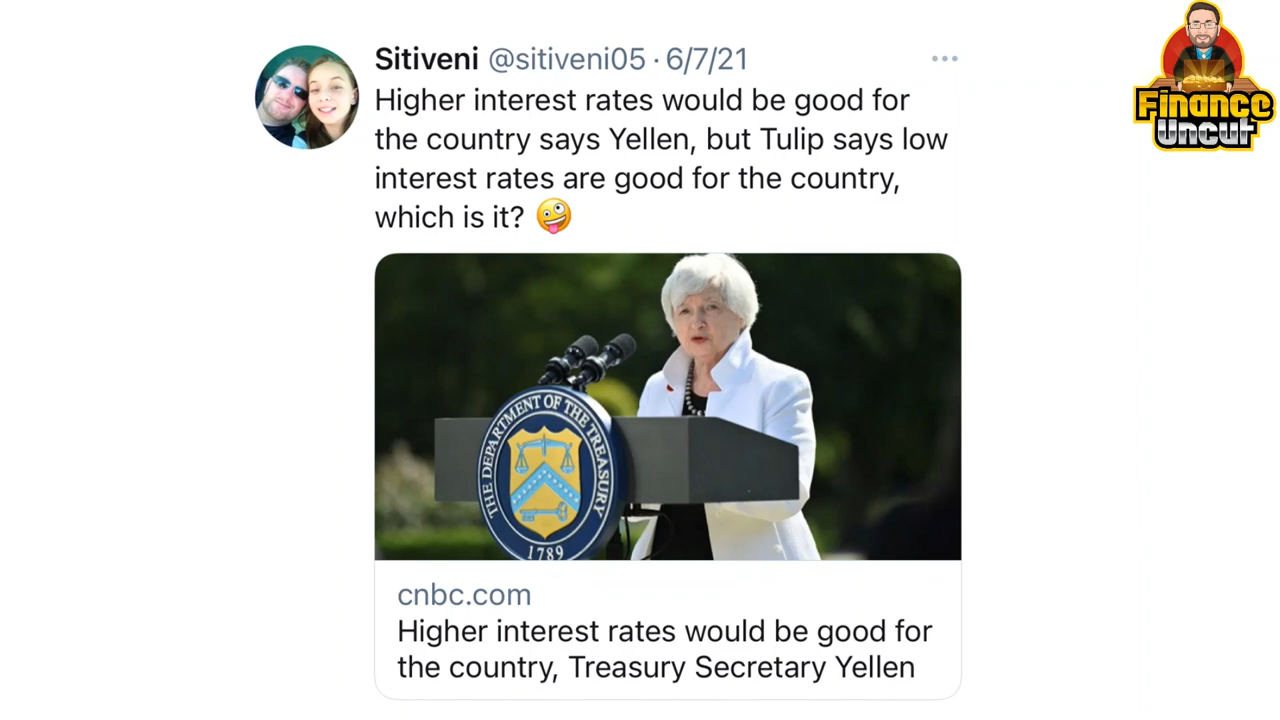 Sitiveni @sitiveni05 · 6/7/21
Higher interest rates would be good for
the country says Yellen, but Tulip says low
interest rates are good for the country,
which is it? 🤪
THE DEPARTMENT OF THE TREASURY
1789
cnbc.com
Higher interest rates would be good for
the country, Treasury Secretary Yellen
Finance
Uncut